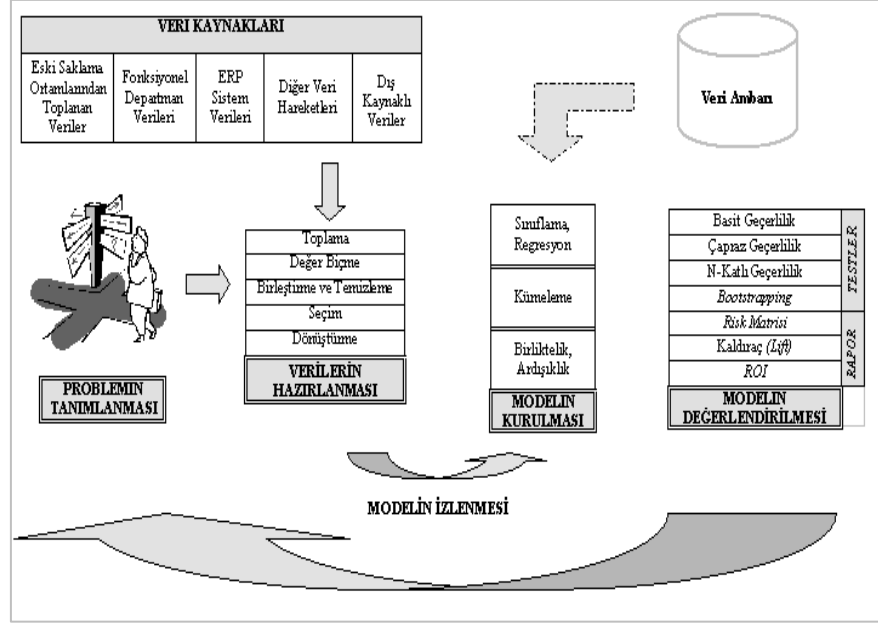 VERI KAYNAKLARI
Eski Saklama
Ortamlarından
Toplanan
Veriler
Fonksiyonel
Departman
Verileri
ERP
Sistem
Verileri
Diğer Veri
Hareketleri
Dış
Kaynaklı
Veriler
Veri Ambarı
Toplama
Değer Biçme
Birleştirme ve Temizleme
Seçim
Dönüştürme
VERİLERİN
HAZIRLANMASI
PROBLEMIN
TANIMLANMASI
Sınıflama,
Regresyon
Kümeleme
Birliktelik,
Ardışıklık
MODELIN
KURULMASI
Basit Geçerlilik
Çapraz Geçerlilik
N-Katlı Geçerlilik
Bootstrapping
TESTLER
Risk Matrisi
Kaldıraç (Lift)
ROI
RAPOR
MODELIN
DEĞERLENDİRİLMESİ
MODELİN İZLENMESİ